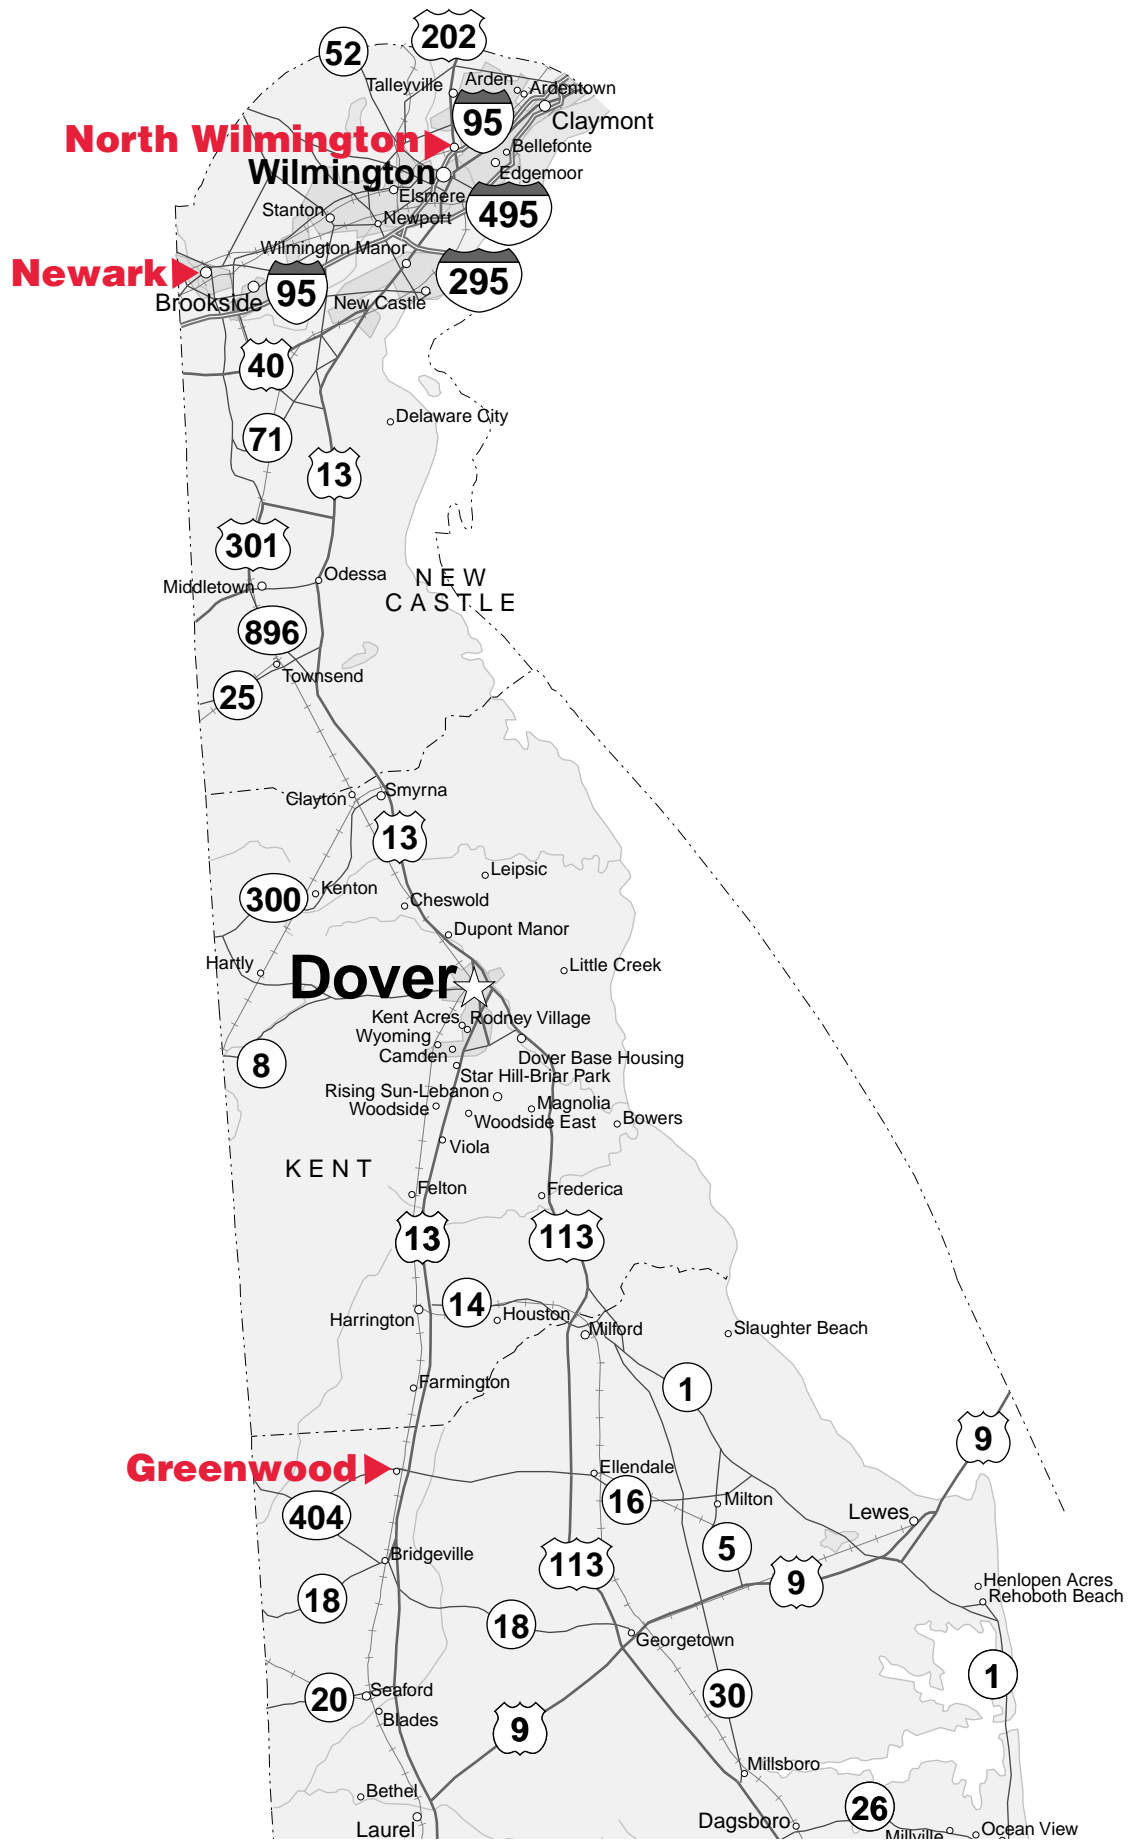 202
52
Talleyville
Arden
Ardentown
95
Claymont
North Wilmington
Bellefonte
Wilmington
Edgemoor
Elsmere
495
Stanton
Newport
Wilmington Manor
Newark
295
95
Brookside
New Castle
40
Delaware City
71
13
301
Odessa
NEW
CASTLE
Middletown
896
Townsend
25
Clayton
Smyrna
13
Leipsic
300
Kenton
Cheswold
Dupont Manor
Hartly
Little Creek
Dover
Kent Acres
Rodney Village
Wyoming
Camden
Dover Base Housing
8
Star Hill-Briar Park
Rising Sun-Lebanon
Magnolia
Woodside
Woodside East
Bowers
Viola
KENT
Felton
Frederica
13
113
14
Houston
Harrington
Milford
Slaughter Beach
Farmington
1
9
Greenwood
Ellendale
16
Milton
404
Lewes
5
Bridgeville
113
9
Henlopen Acres
Rehoboth Beach
18
18
Georgetown
1
Seaford
20
30
Blades
9
Millsboro
Bethel
26
Dagsboro
Laurel
Ocean View
Millville